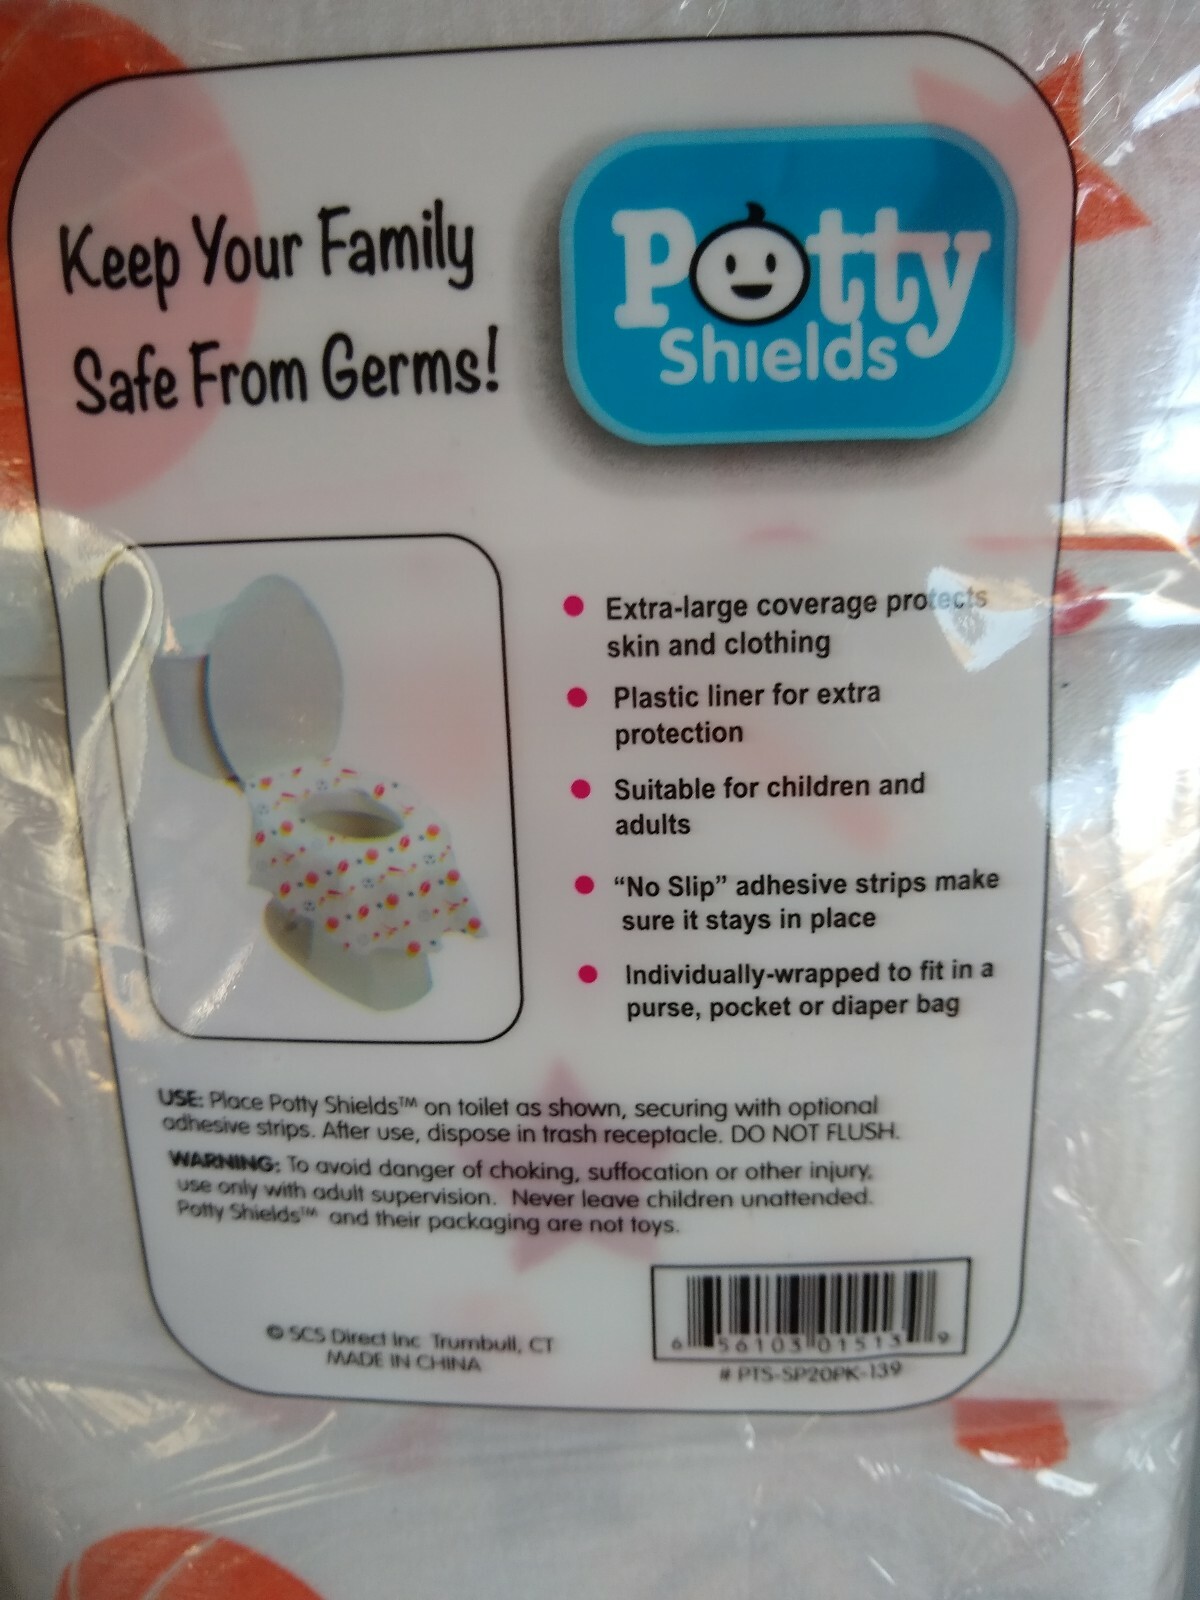 Keep Your Family
Safe From Germs!
Potty
Shields
Extra-large coverage protects
skin and clothing
Plastic liner for extra
protection
Suitable for children and
adults
“No Slip” adhesive strips make
sure it stays in place
Individually-wrapped to fit in a
purse, pocket or diaper bag
USE: Place Potty Shields™ on toilet as shown, securing with optional
adhesive strips. After use, dispose in trash receptacle. DO NOT FLUSH.
WARNING: To avoid danger of choking, suffocation or other injury,
use only with adult supervision. Never leave children unattended.
Potty Shields™ and their packaging are not toys.
© SCS Direct Inc Trumbull, CT
MADE IN CHINA
6 56103 01513 9
# PTS-SP20PK-139